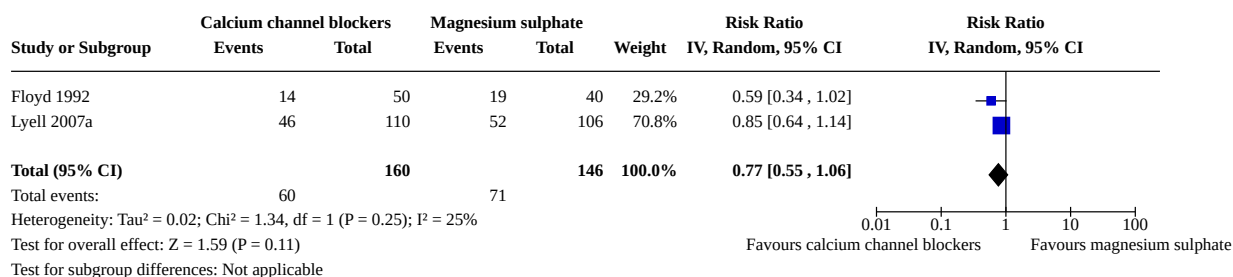 Calcium channel blockers Magnesium sulphate Risk Ratio Risk Ratio
Study or Subgroup Events Total Events Total Weight IV, Random, 95% CI IV, Random, 95% CI
Floyd 1992 14 50 19 40 29.2% 0.59 [0.34 , 1.02]
Lyell 2007a 46 110 52 106 70.8% 0.85 [0.64 , 1.14]
Total (95% CI) 160 146 100.0% 0.77 [0.55 , 1.06]
Total events: 60 71
Heterogeneity: Tau² = 0.02; Chi² = 1.34, df = 1 (P = 0.25); I² = 25%
0.01 0.1 1 10 100
Test for overall effect: Z = 1.59 (P = 0.11) Favours calcium channel blockers Favours magnesium sulphate
Test for subgroup differences: Not applicable